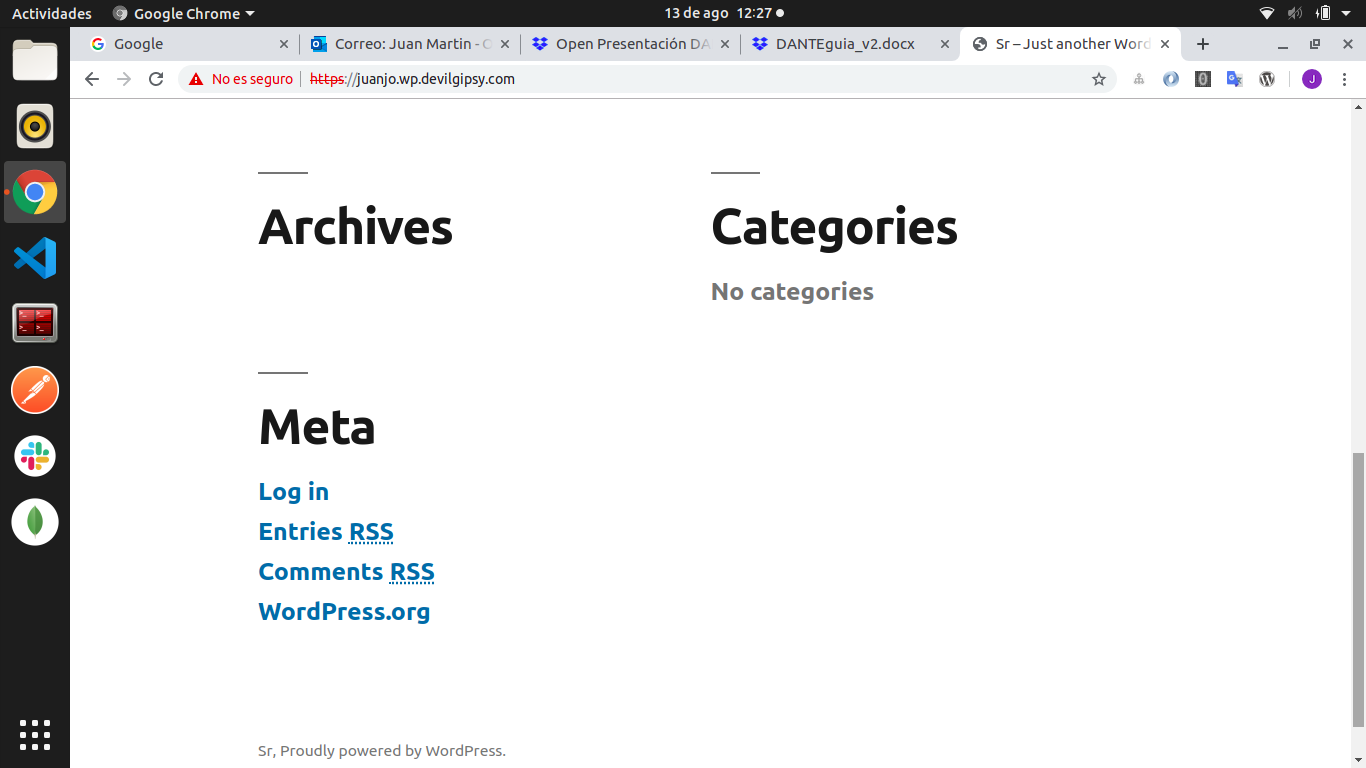 Actividades Google Chrome 13 de ago 12:27
Google Correo: Juan Martin - Open Presentación DA DANTEguia_v2.docx Sr – Just another Word
No es seguro https://juanjo.wp.devilgipsy.com J
Archives
Categories
No categories
Meta
Log in
Entries RSS
Comments RSS
WordPress.org
Sr, Proudly powered by WordPress.